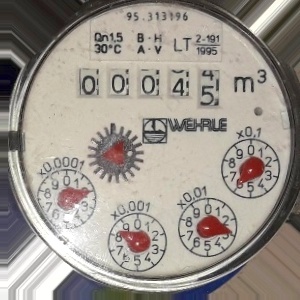 95.313196
Qn1,5 B-H LT 2-191
30°C A-V 1995
0 0 0 4 5 m³
WEHRLE
x0,1
x0,0001
x0,001
x0,01